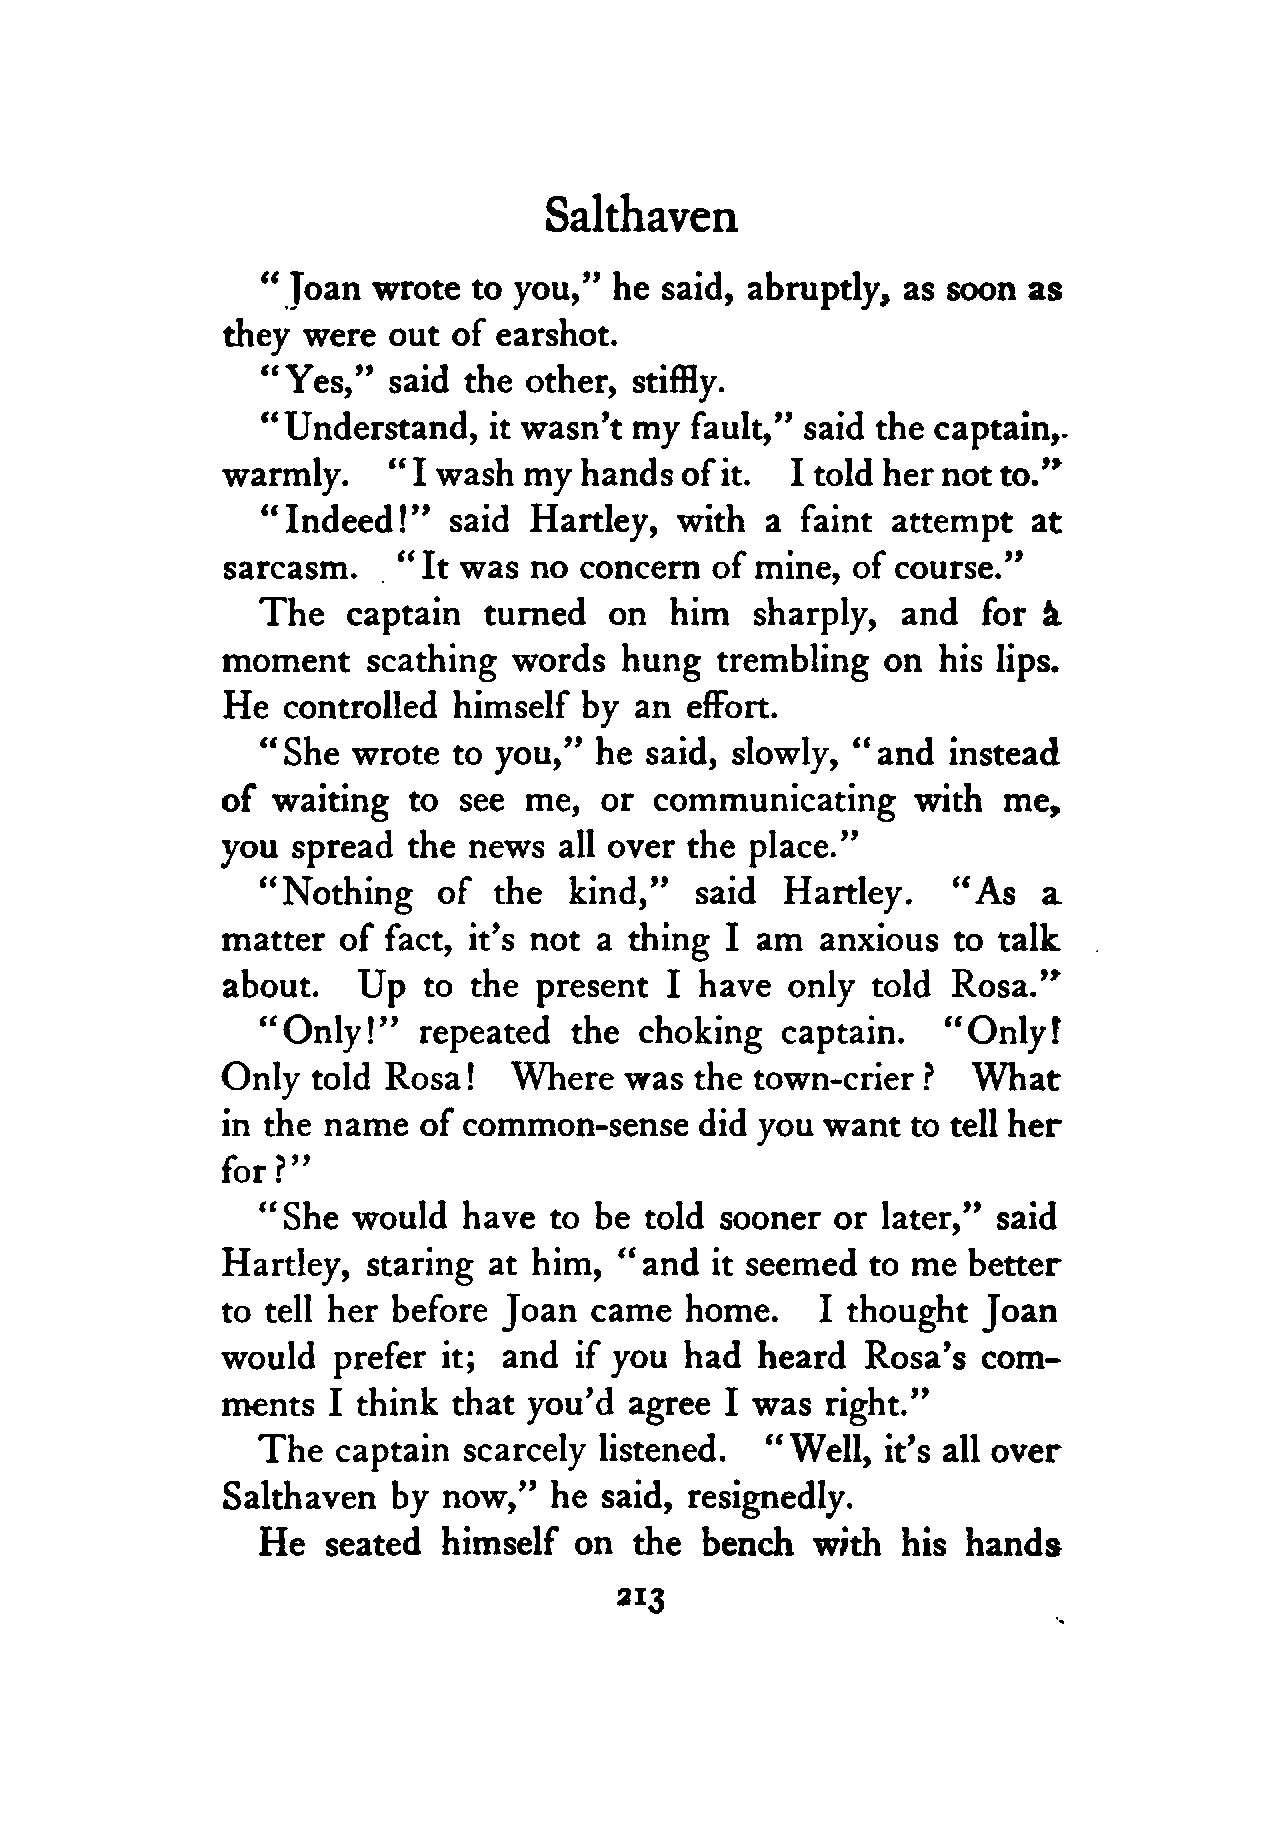 Salthaven
"Joan wrote to you," he said, abruptly, as soon as
they were out of earshot.
"Yes," said the other, stiffly.
"Understand, it wasn't my fault," said the captain,
warmly. "I wash my hands of it. I told her not to."
"Indeed!" said Hartley, with a faint attempt at
sarcasm. "It was no concern of mine, of course."
The captain turned on him sharply, and for a
moment scathing words hung trembling on his lips.
He controlled himself by an effort.
"She wrote to you," he said, slowly, "and instead
of waiting to see me, or communicating with me,
you spread the news all over the place."
"Nothing of the kind," said Hartley. "As a
matter of fact, it's not a thing I am anxious to talk
about. Up to the present I have only told Rosa."
"Only!" repeated the choking captain. "Only!
Only told Rosa! Where was the town-crier? What
in the name of common-sense did you want to tell her
for?"
"She would have to be told sooner or later," said
Hartley, staring at him, "and it seemed to me better
to tell her before Joan came home. I thought Joan
would prefer it; and if you had heard Rosa's com-
ments I think that you'd agree I was right."
The captain scarcely listened. "Well, it's all over
Salthaven by now," he said, resignedly.
He seated himself on the bench with his hands
213